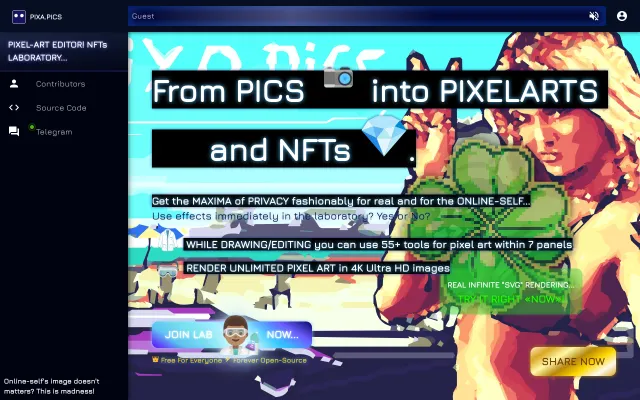 PIXA.PICS
Guest
PIXEL-ART EDITOR! NFTs
LABORATORY...
Contributors
Source Code
Telegram
Online-self's image doesn't
matters? This is madness!
pixa.pics
From PICS into PIXELARTS
and NFTs .
Get the MAXIMA of PRIVACY fashionably for real and for the ONLINE-SELF...
Use effects immediately in the laboratory? Yes or No?
WHILE DRAWING/EDITING you can use 55+ tools for pixel art within 7 panels
RENDER UNLIMITED PIXEL ART in 4K Ultra HD images
REAL INFINITE "SVG" RENDERING...
TRY IT RIGHT «NOW»
JOIN LAB NOW...
Free For Everyone Forever Open-Source
SHARE NOW